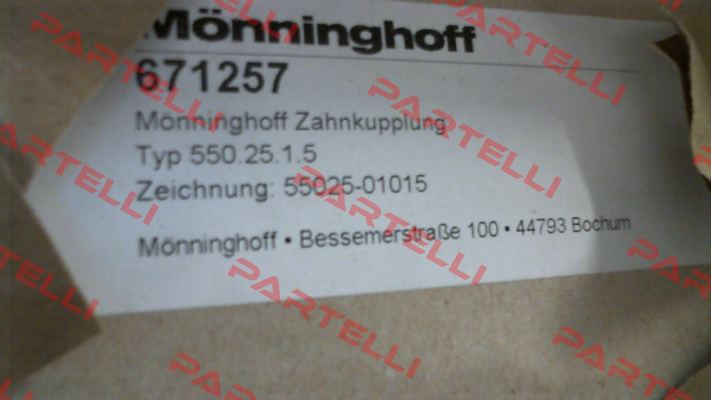 Mönninghoff
671257
Mönninghoff Zahnkupplung
Typ 550.25.1.5
Zeichnung: 55025-01015
Mönninghoff • Bessemerstraße 100 • 44793 Bochum
PARTELLI
PARTELLI
PARTELLI
PARTELLI
PARTELLI
PARTELLI
PARTELLI
PARTELLI
PARTELLI